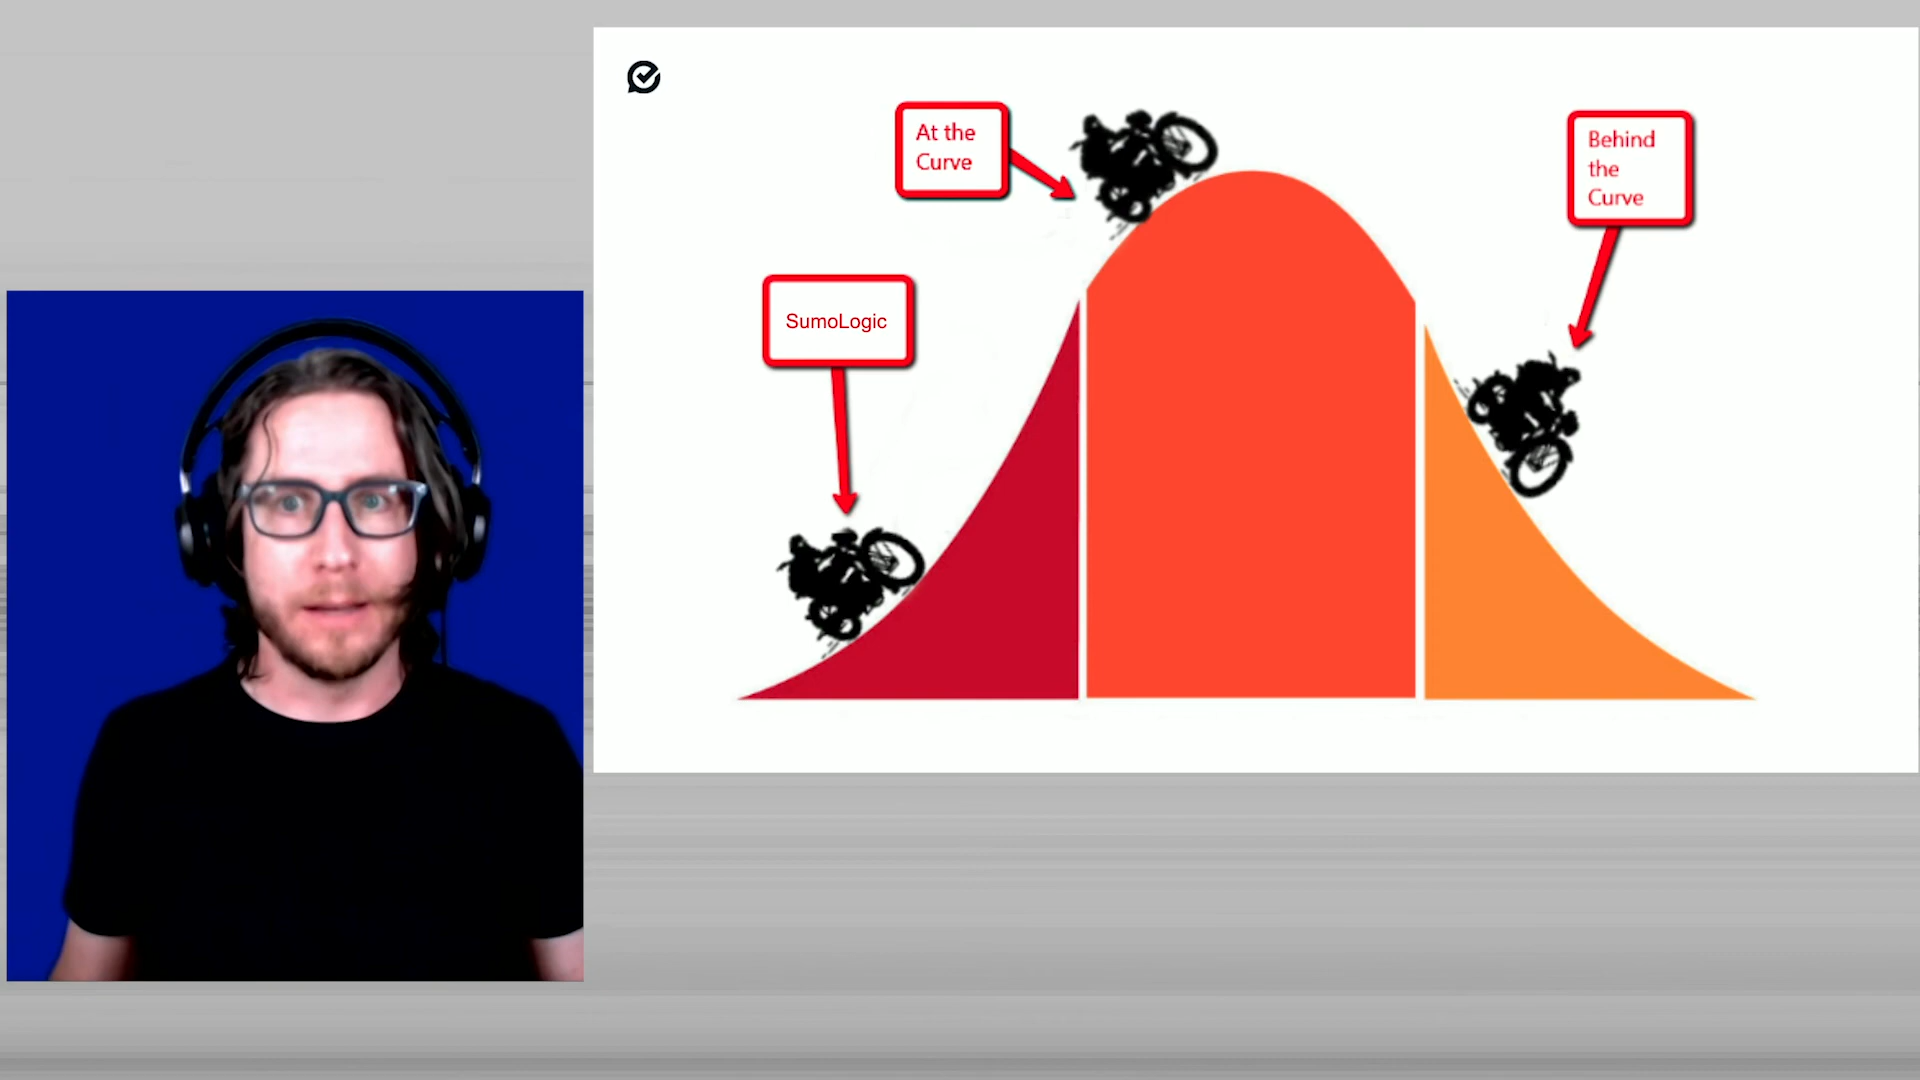 At the
Curve
Behind
the
Curve
SumoLogic